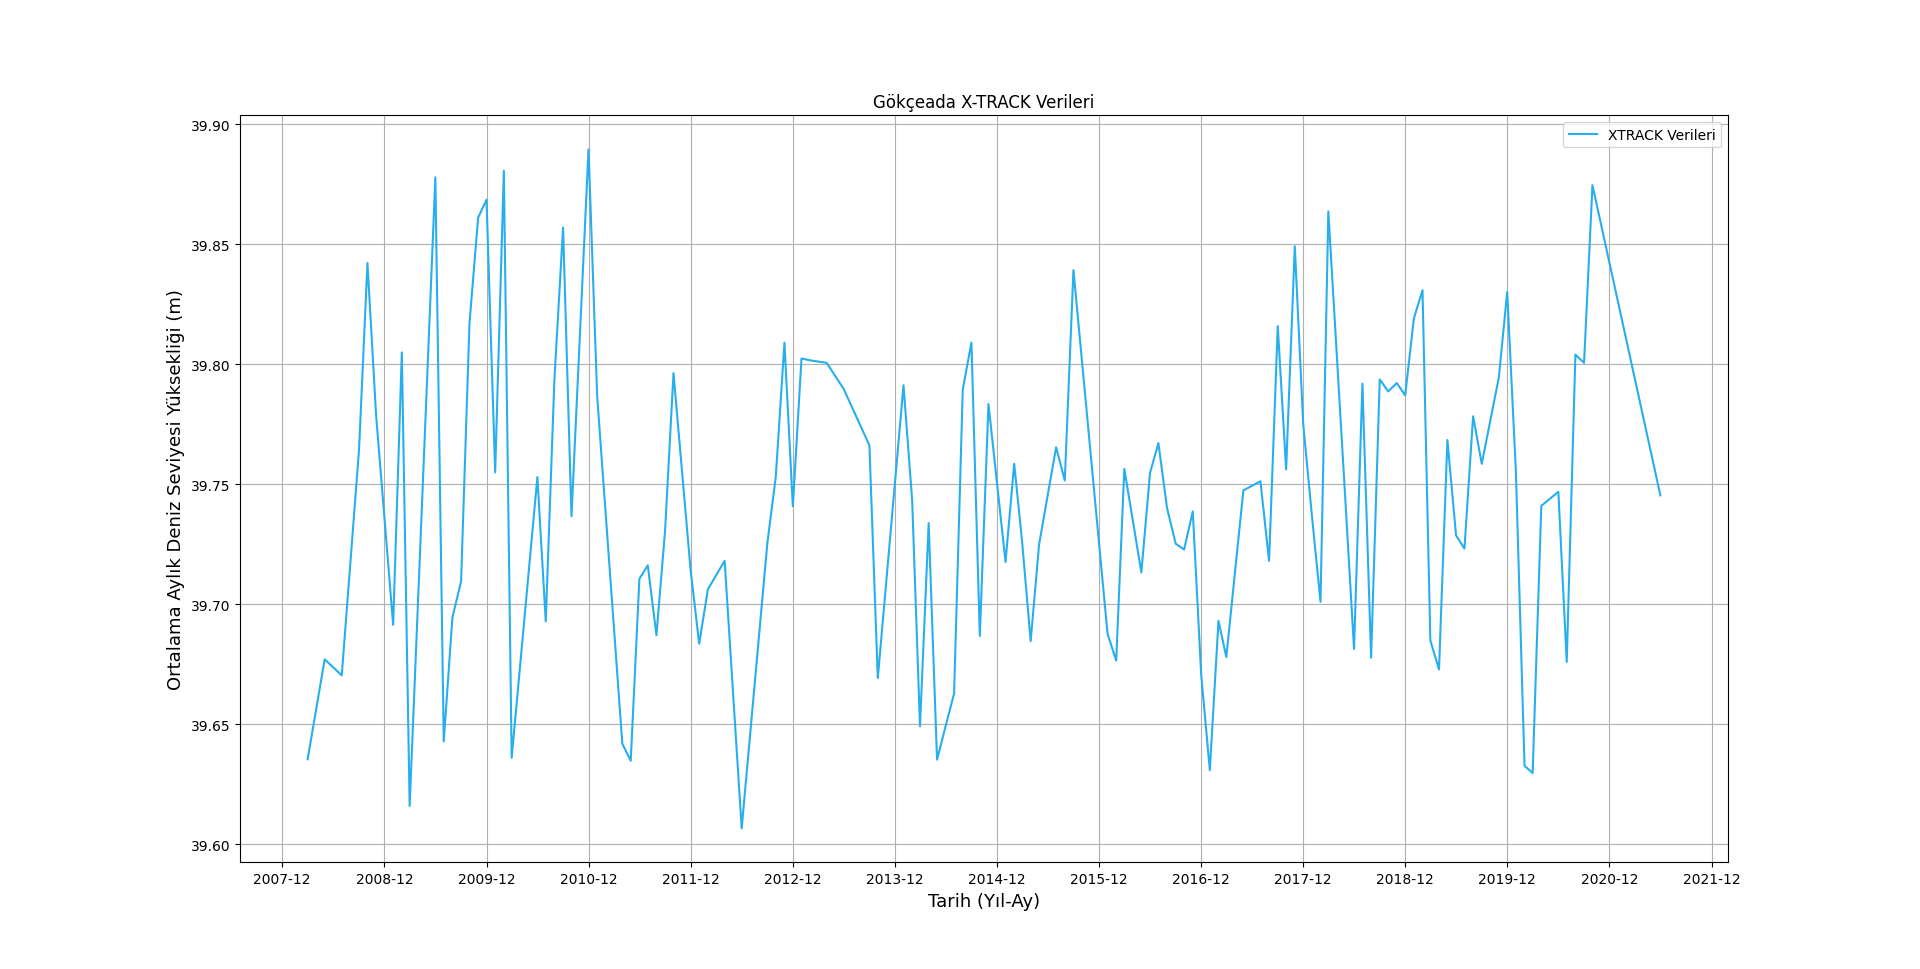 Gökçeada X-TRACK Verileri
XTRACK Verileri
Ortalama Aylık Deniz Seviyesi Yüksekliği (m)
39.90
39.85
39.80
39.75
39.70
39.65
39.60
2007-12 2008-12 2009-12 2010-12 2011-12 2012-12 2013-12 2014-12 2015-12 2016-12 2017-12 2018-12 2019-12 2020-12 2021-12
Tarih (Yıl-Ay)